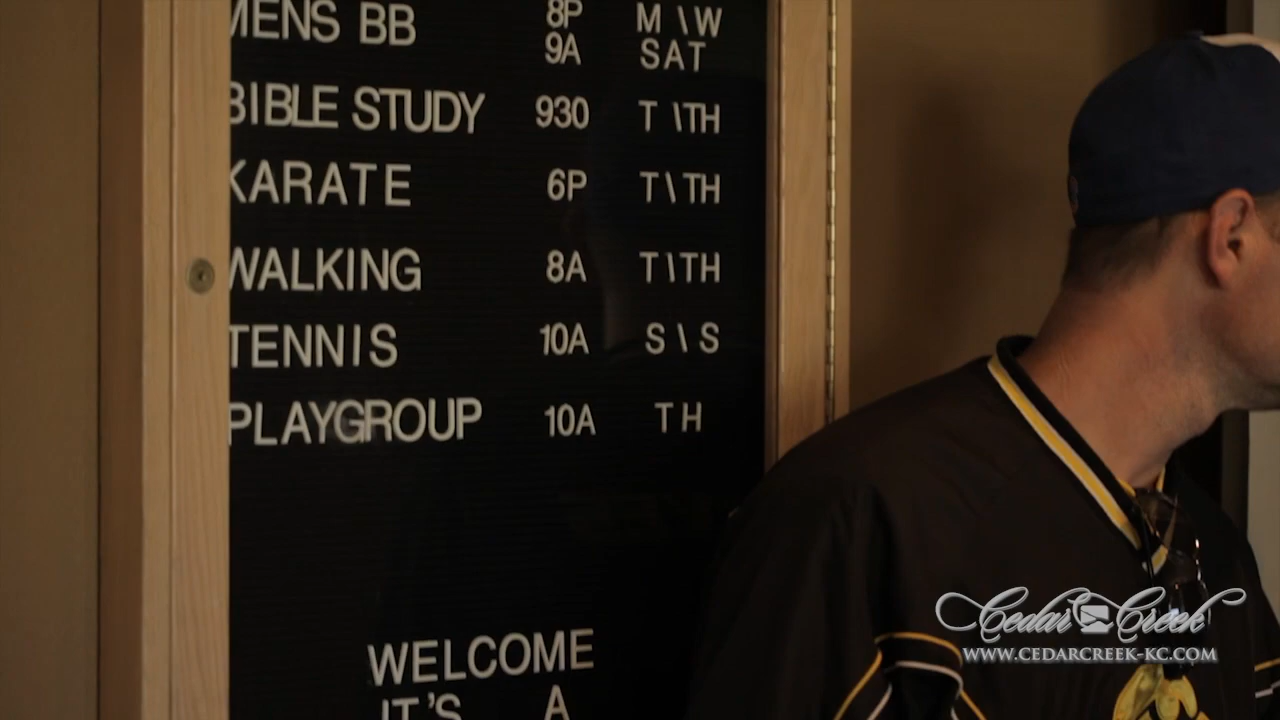 MENS BB 8P M \ W
9A SAT
BIBLE STUDY 930 T \ TH
KARATE 6P T \ TH
WALKING 8A T \ TH
TENNIS 10A S \ S
PLAYGROUP 10A TH
WELCOME
IT'S A
Cedar Creek
WWW.CEDARCREEK-KC.COM